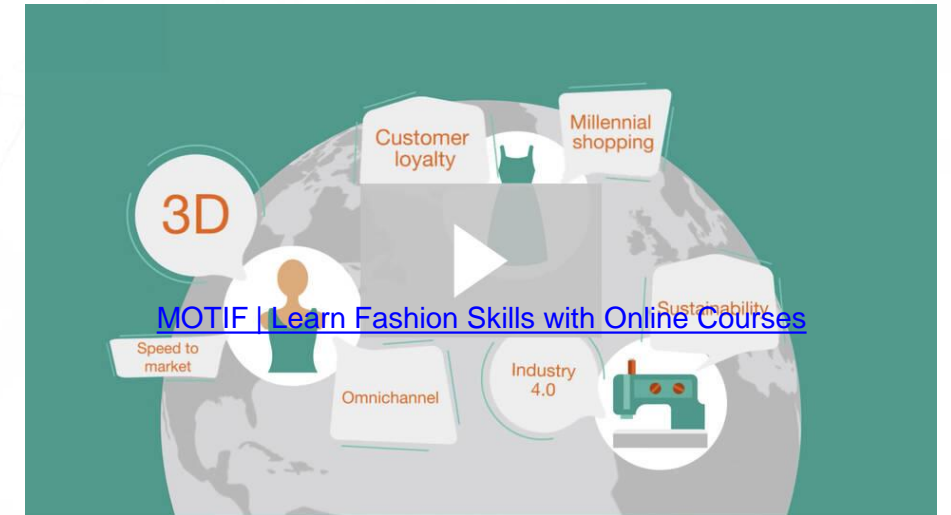 Customer
loyalty
Millennial
shopping
3D
MOTIF | Learn Fashion Skills with Online Courses
Sustainability
Speed to
market
Omnichannel
Industry
4.0